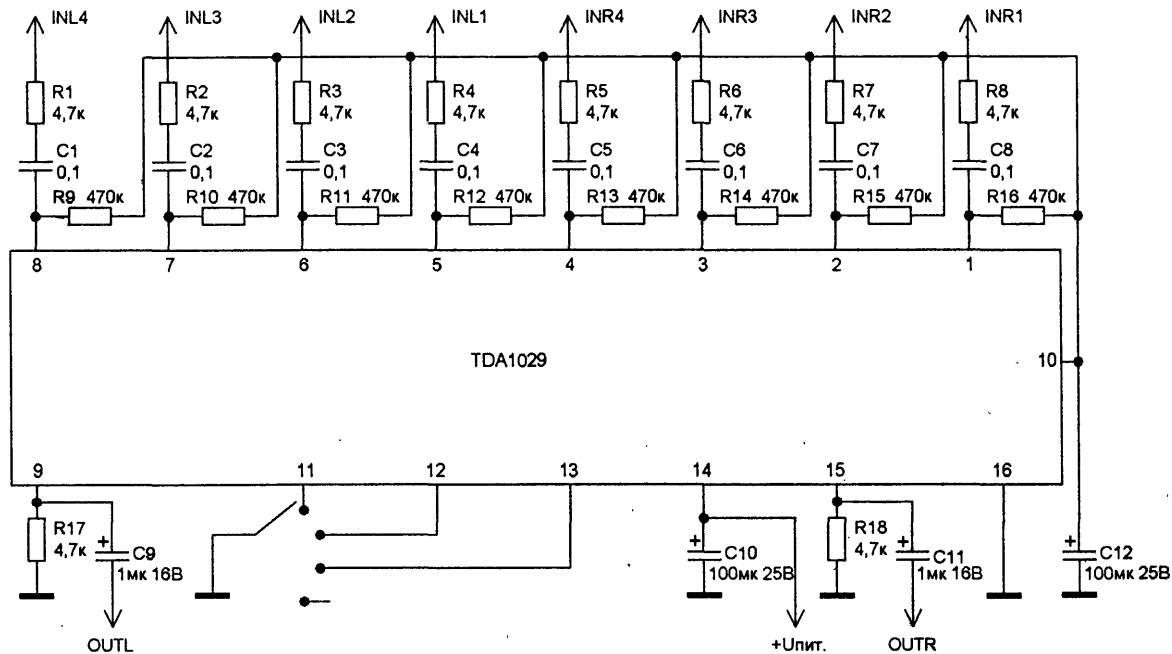 INL4 INL3 INL2 INL1 INR4 INR3 INR2 INR1
R1 R2 R3 R4 R5 R6 R7 R8
4,7к 4,7к 4,7к 4,7к 4,7к 4,7к 4,7к 4,7к
C1 C2 C3 C4 C5 C6 C7 C8
0,1 0,1 0,1 0,1 0,1 0,1 0,1 0,1
R9 470к R10 470к R11 470к R12 470к R13 470к R14 470к R15 470к R16 470к
8 7 6 5 4 3 2 1
TDA1029 10
9 11 12 13 14 15 16
R17 R18
4,7к 4,7к
+ C9 + C10 + C11 + C12
1мк 16В 100мк 25В 1мк 16В 100мк 25В
OUTL +Uпит. OUTR